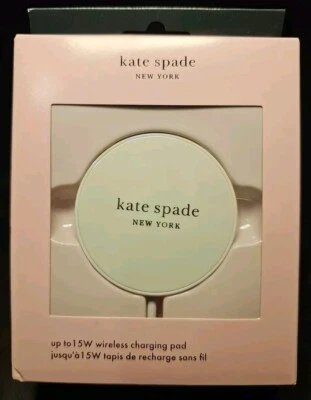 kate spade
NEW YORK
kate spade
NEW YORK
up to 15W wireless charging pad
jusqu'à 15W tapis de recharge sans fil